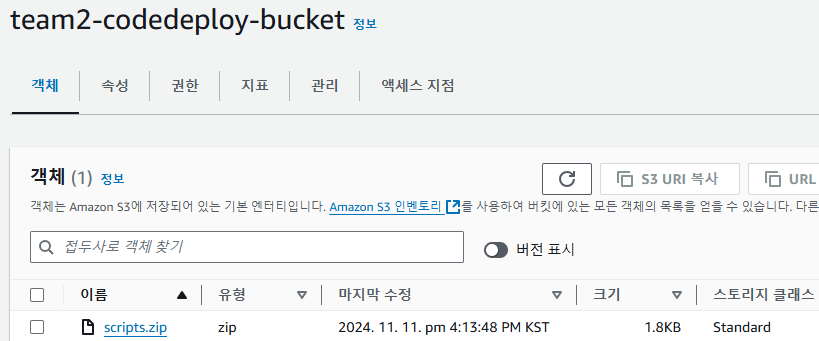 team2-codedeploy-bucket 정보
객체 속성 권한 지표 관리 액세스 지점
객체 (1) 정보
S3 URI 복사 URL
객체는 Amazon S3에 저장되어 있는 기본 엔터티입니다. Amazon S3 인벤토리를 사용하여 버킷에 있는 모든 객체의 목록을 얻을 수 있습니다. 다른
접두사로 객체 찾기 버전 표시
이름 유형 마지막 수정 크기 스토리지 클래스
scripts.zip zip 2024. 11. 11. pm 4:13:48 PM KST 1.8KB Standard